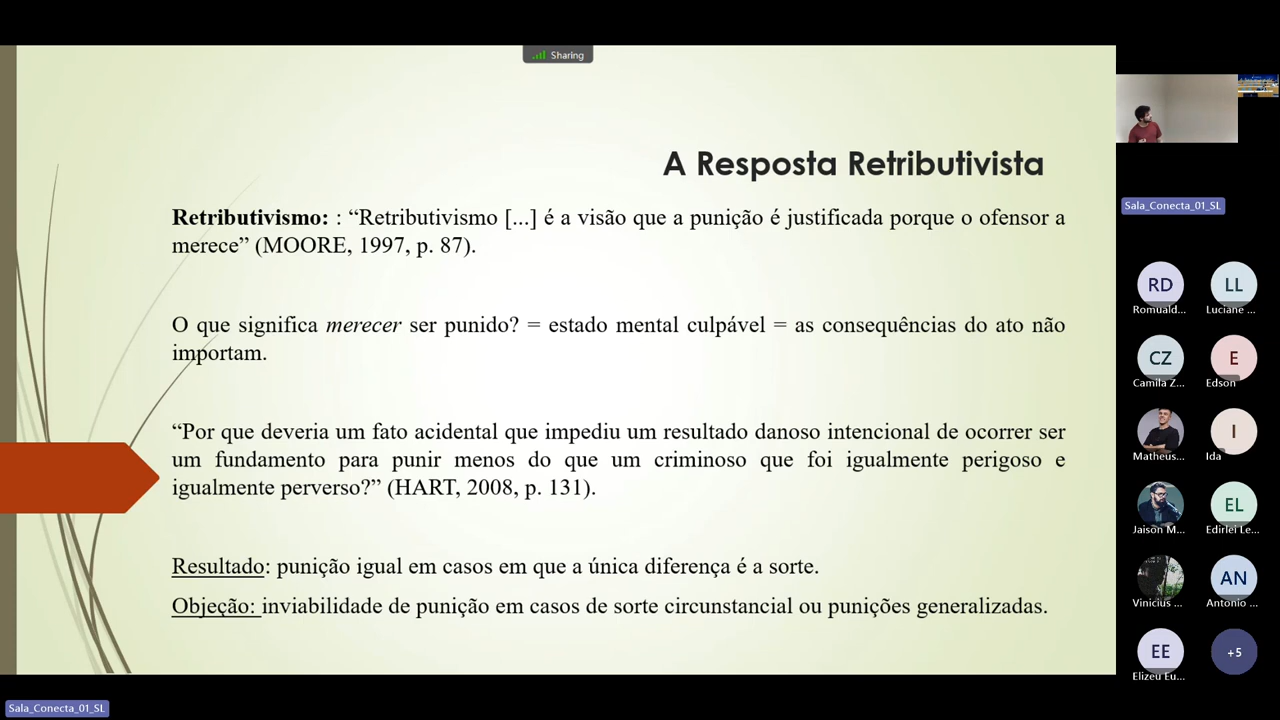 Sharing
A Resposta Retributivista
Retributivismo: : “Retributivismo [...] é a visão que a punição é justificada porque o ofensor a
merece” (MOORE, 1997, p. 87).
O que significa merecer ser punido? = estado mental culpável = as consequências do ato não
importam.
“Por que deveria um fato acidental que impediu um resultado danoso intencional de ocorrer ser
um fundamento para punir menos do que um criminoso que foi igualmente perigoso e
igualmente perverso?” (HART, 2008, p. 131).
Resultado: punição igual em casos em que a única diferença é a sorte.
Objeção: inviabilidade de punição em casos de sorte circunstancial ou punições generalizadas.
Sala_Conecta_01_SL
Sala_Conecta_01_SL
RD
LL
Romuald...
Luciane ...
CZ
E
Camila Z...
Edson
I
Matheus...
Ida
EL
Jaison M...
Edirlei Le...
AN
Vinicius ...
Antonio ...
EE
+5
Elizeu Eu...